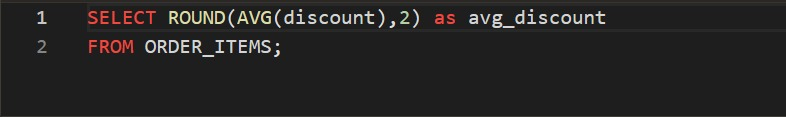 1 SELECT ROUND(AVG(discount),2) as avg_discount
2 FROM ORDER_ITEMS;